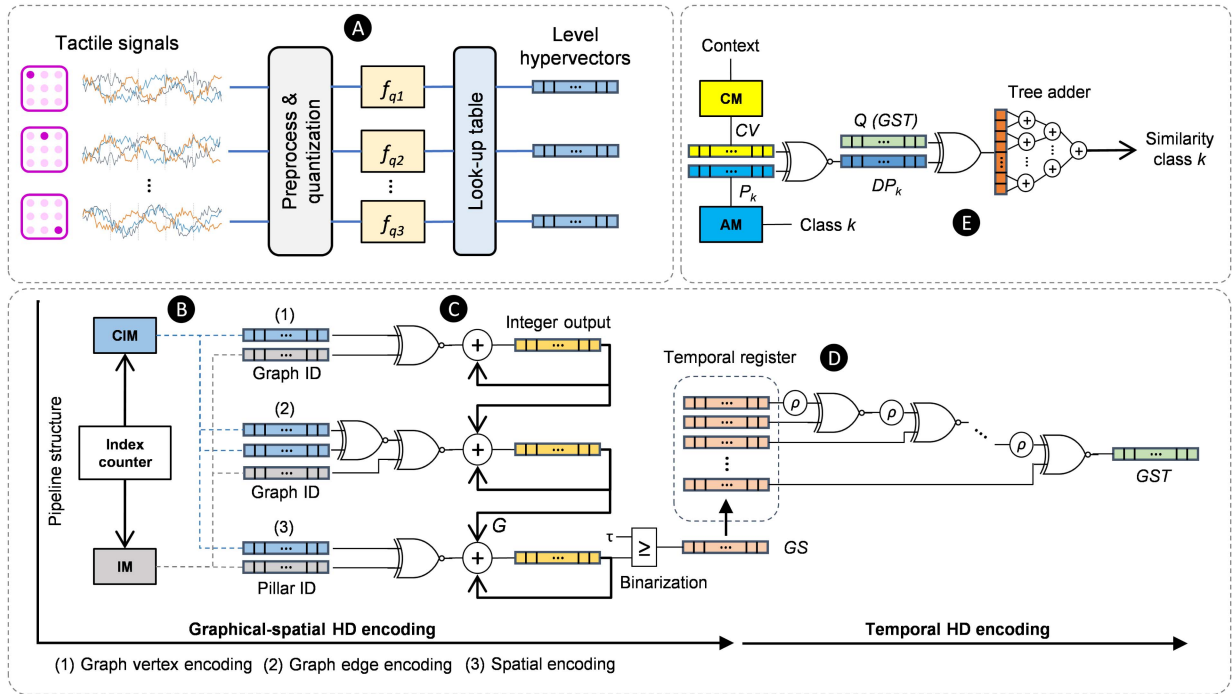 A
Tactile signals
Preprocess &
quantization
f_q1
f_q2
f_q3
Look-up table
Level
hypervectors
Context
CM
CV
P_k
AM
Class k
Q (GST)
DP_k
Tree adder
Similarity
class k
E
Pipeline structure
CIM
Index
counter
IM
B
(1)
Graph ID
(2)
Graph ID
(3)
Pillar ID
C
Integer output
G
τ
≥
Binarization
GS
Temporal register
D
ρ
ρ
ρ
GST
Graphical-spatial HD encoding
Temporal HD encoding
(1) Graph vertex encoding (2) Graph edge encoding (3) Spatial encoding